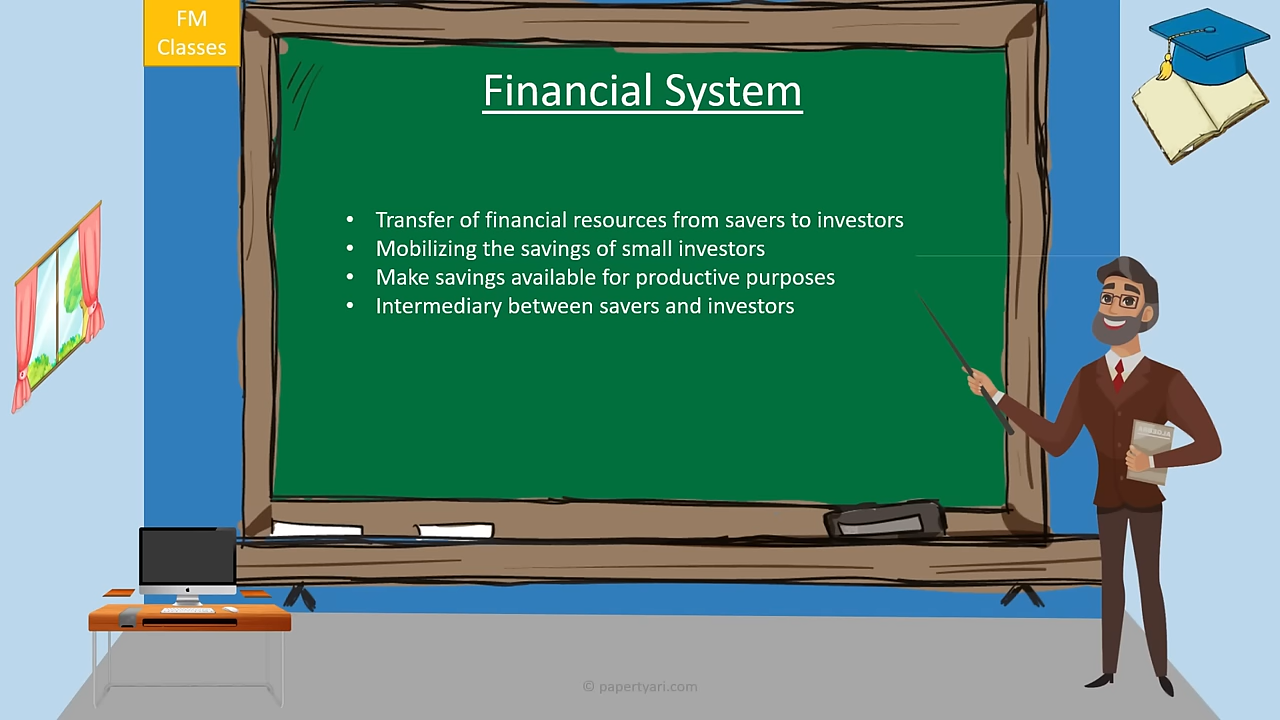 FM
Classes
Financial System
• Transfer of financial resources from savers to investors
• Mobilizing the savings of small investors
• Make savings available for productive purposes
• Intermediary between savers and investors
© papertyari.com